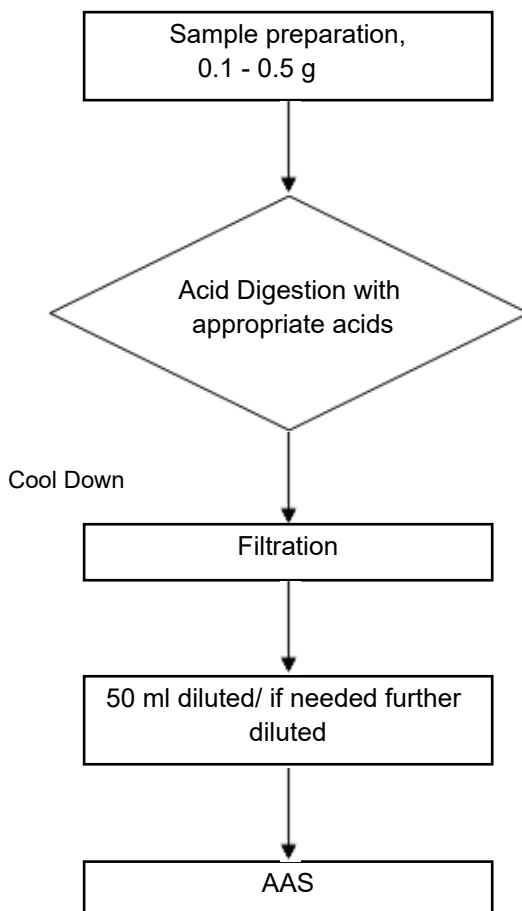 Sample preparation,
0.1 - 0.5 g
Acid Digestion with
appropriate acids
Cool Down
Filtration
50 ml diluted/ if needed further
diluted
AAS